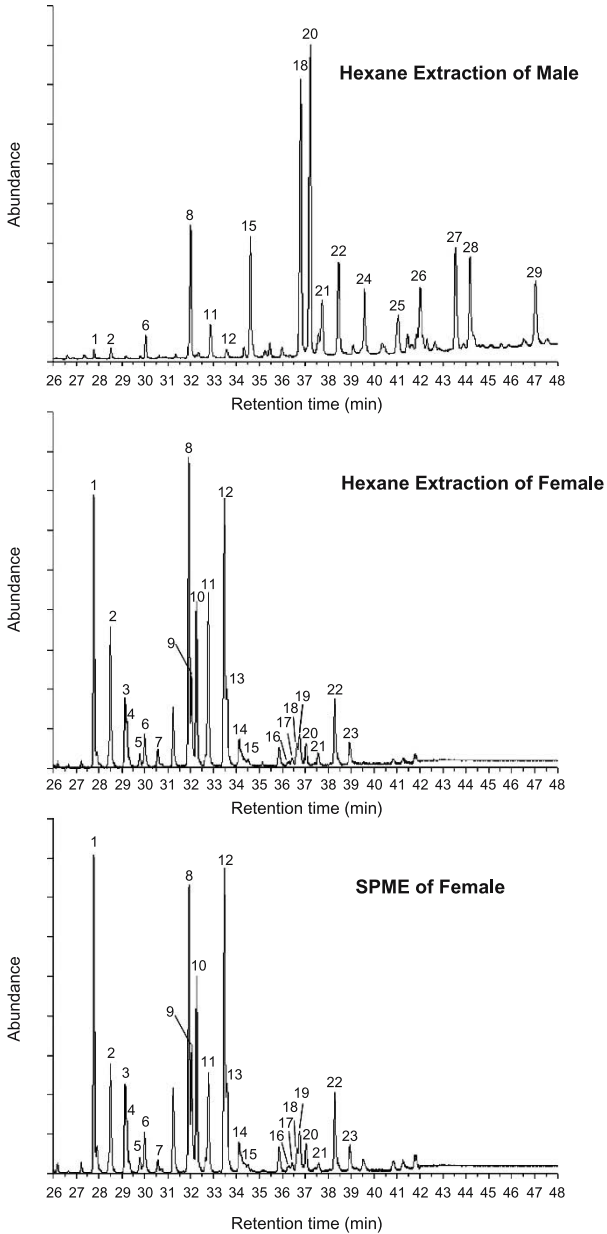 Hexane Extraction of Male
Abundance
1 2 6 8 11 12 15 18 20 21 22 24 25 26 27 28 29
26 27 28 29 30 31 32 33 34 35 36 37 38 39 40 41 42 43 44 45 46 47 48
Retention time (min)
Hexane Extraction of Female
Abundance
1 2 3 4 5 6 7 8 9 10 11 12 13 14 15 16 17 18 19 20 21 22 23
26 27 28 29 30 31 32 33 34 35 36 37 38 39 40 41 42 43 44 45 46 47 48
Retention time (min)
SPME of Female
Abundance
1 2 3 4 5 6 7 8 9 10 11 12 13 14 15 16 17 18 19 20 21 22 23
26 27 28 29 30 31 32 33 34 35 36 37 38 39 40 41 42 43 44 45 46 47 48
Retention time (min)